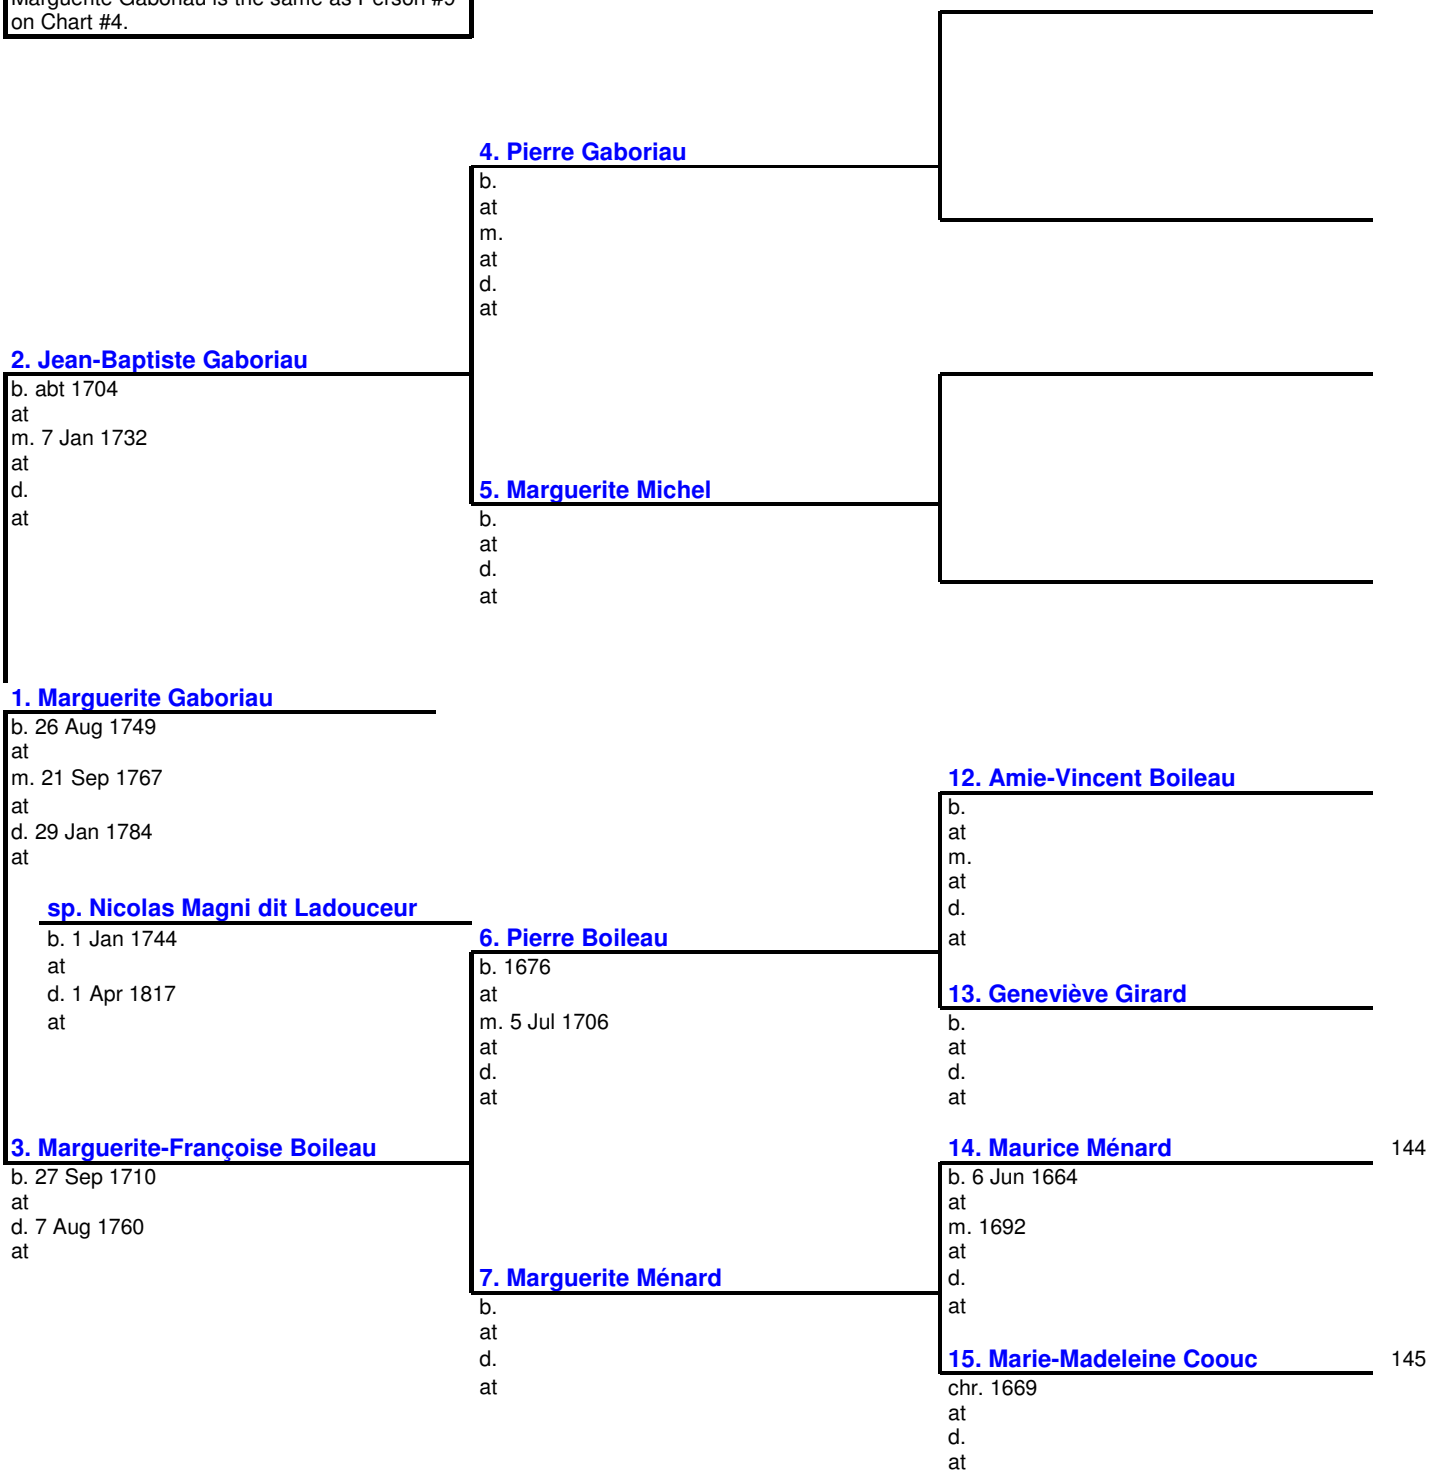 Marguerite Gaboriau is the same as Person #9
on Chart #4.
4. Pierre Gaboriau
b.
at
m.
at
d.
at
2. Jean-Baptiste Gaboriau
b. abt 1704
at
m. 7 Jan 1732
at
d.
at
5. Marguerite Michel
b.
at
d.
at
1. Marguerite Gaboriau
b. 26 Aug 1749
at
m. 21 Sep 1767
at
d. 29 Jan 1784
at
sp. Nicolas Magni dit Ladouceur
b. 1 Jan 1744
at
d. 1 Apr 1817
at
12. Amie-Vincent Boileau
b.
at
m.
at
d.
at
6. Pierre Boileau
b. 1676
at
m. 5 Jul 1706
at
d.
at
13. Geneviève Girard
b.
at
d.
at
3. Marguerite-Françoise Boileau
b. 27 Sep 1710
at
d. 7 Aug 1760
at
14. Maurice Ménard 144
b. 6 Jun 1664
at
m. 1692
at
d.
at
7. Marguerite Ménard
b.
at
d.
at
15. Marie-Madeleine Coouc 145
chr. 1669
at
d.
at